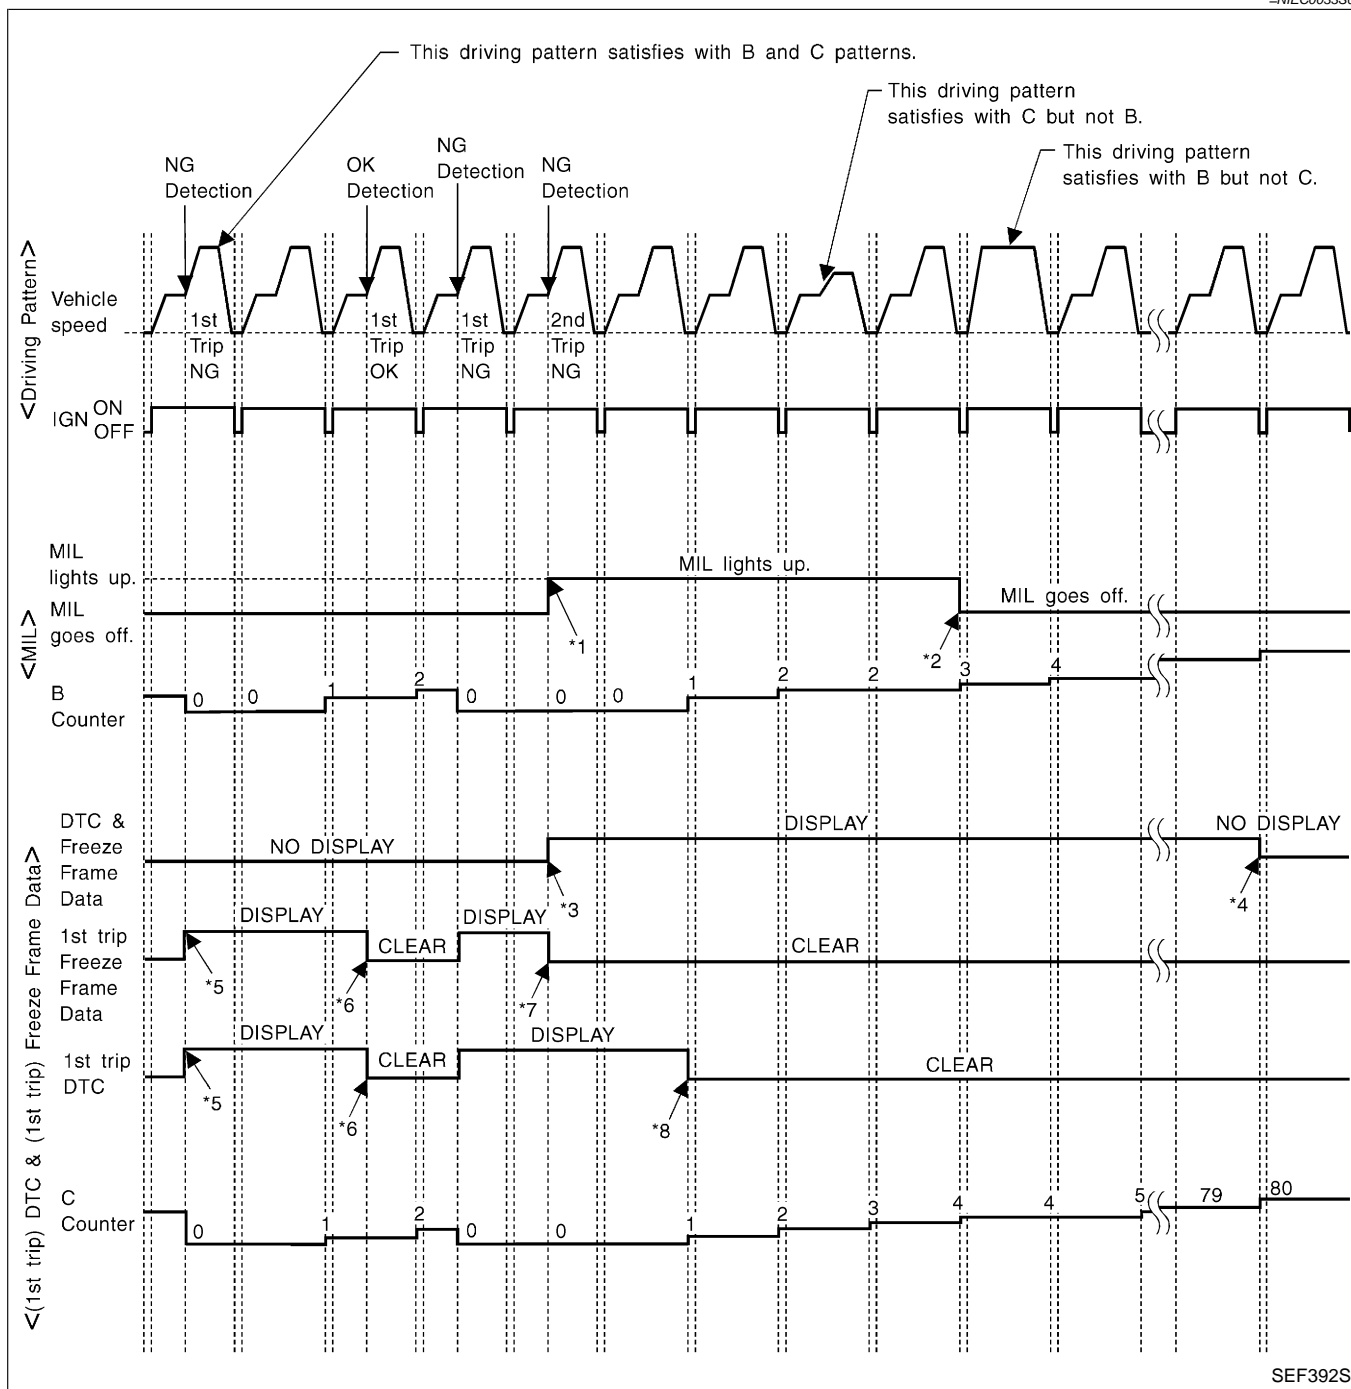 This driving pattern satisfies with B and C patterns.
This driving pattern
satisfies with C but not B.
This driving pattern
satisfies with B but not C.
NG
Detection
OK
Detection
NG
Detection
NG
Detection
<Driving Pattern>
Vehicle
speed
1st
Trip
NG
1st
Trip
OK
1st
Trip
NG
2nd
Trip
NG
IGN ON
OFF
<MIL>
MIL
lights up.
MIL lights up.
MIL
goes off.
MIL goes off.
*1
*2
B
Counter
0 0 1 2 0 0 0 1 2 2 3 4
<(1st trip) DTC & (1st trip) Freeze Frame Data>
DTC &
Freeze
Frame
Data
NO DISPLAY
DISPLAY
NO DISPLAY
*3
*4
1st trip
Freeze
Frame
Data
DISPLAY
CLEAR
DISPLAY
CLEAR
*5
*6
*7
1st trip
DTC
DISPLAY
CLEAR
DISPLAY
CLEAR
*5
*6
*8
C
Counter
0 1 2 0 0 1 2 3 4 4 5 79 80
SEF392S